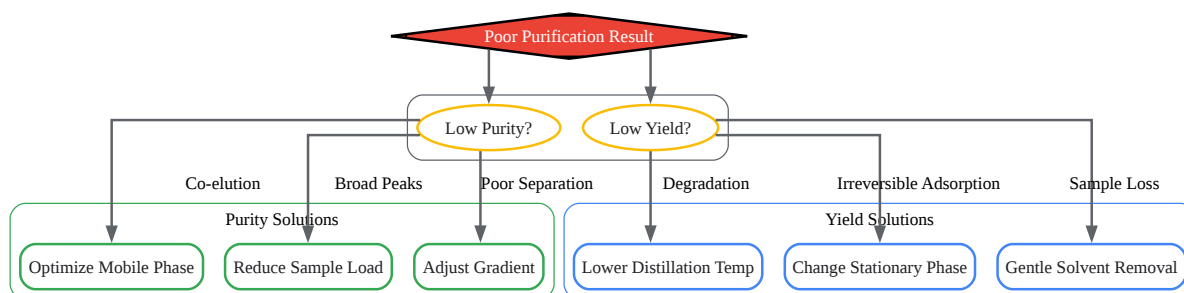 Poor Purification Result
Low Purity?
Low Yield?
Co-elution
Broad Peaks
Poor Separation
Degradation
Irreversible Adsorption
Sample Loss
Purity Solutions
Yield Solutions
Optimize Mobile Phase
Reduce Sample Load
Adjust Gradient
Lower Distillation Temp
Change Stationary Phase
Gentle Solvent Removal